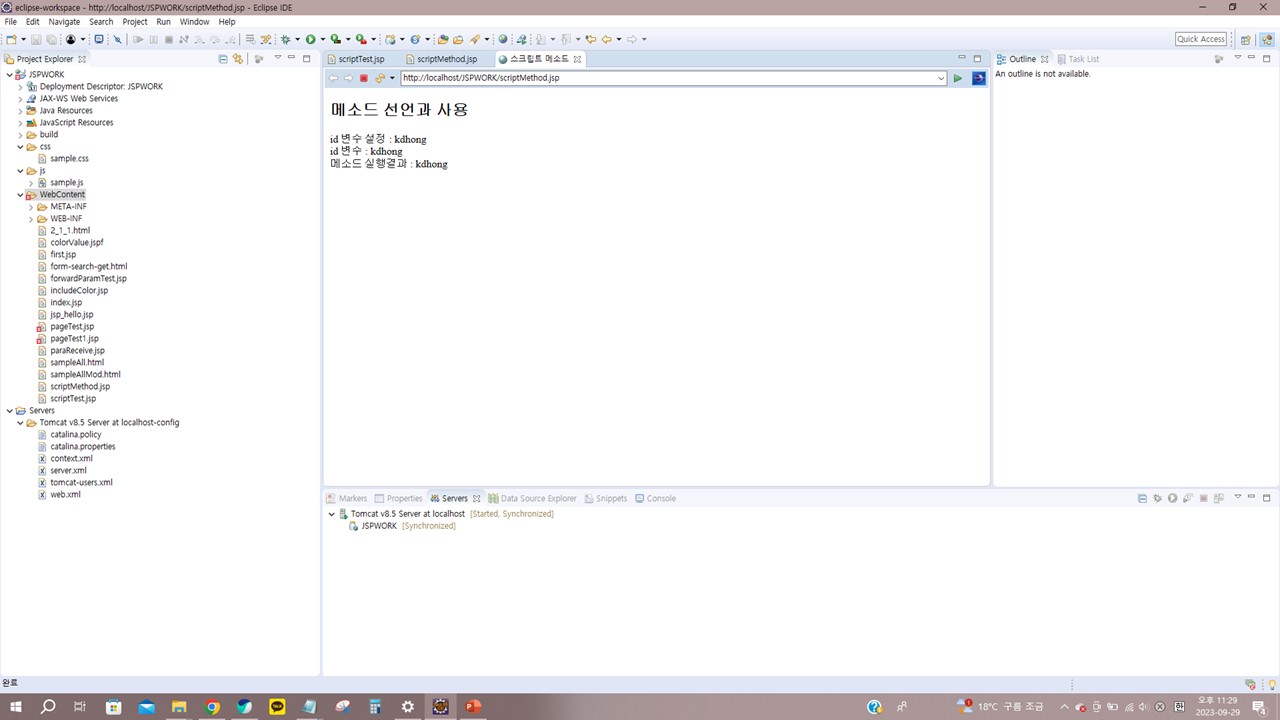 eclipse-workspace - http://localhost/JSPWORK/scriptMethod.jsp - Eclipse IDE
File Edit Navigate Search Project Run Window Help
Quick Access
Project Explorer
JSPWORK
Deployment Descriptor: JSPWORK
JAX-WS Web Services
Java Resources
JavaScript Resources
build
css
sample.css
js
sample.js
WebContent
META-INF
WEB-INF
2_1_1.html
colorValue.jspf
first.jsp
form-search-get.html
forwardParamTest.jsp
includeColor.jsp
index.jsp
jsp_hello.jsp
pageTest.jsp
pageTest1.jsp
paraReceive.jsp
sampleAll.html
sampleAllMod.html
scriptMethod.jsp
scriptTest.jsp
Servers
Tomcat v8.5 Server at localhost-config
catalina.policy
catalina.properties
context.xml
server.xml
tomcat-users.xml
web.xml
scriptTest.jsp scriptMethod.jsp 스크립트 메소드
http://localhost/JSPWORK/scriptMethod.jsp
메소드 선언과 사용
id 변수 설정 : kdhong
id 변수 : kdhong
메소드 실행결과 : kdhong
Outline Task List
An outline is not available.
Markers Properties Servers Data Source Explorer Snippets Console
Tomcat v8.5 Server at localhost [Started, Synchronized]
JSPWORK [Synchronized]
완료
TALK
18°C 구름 조금
오후 11:29
2023-09-29
4